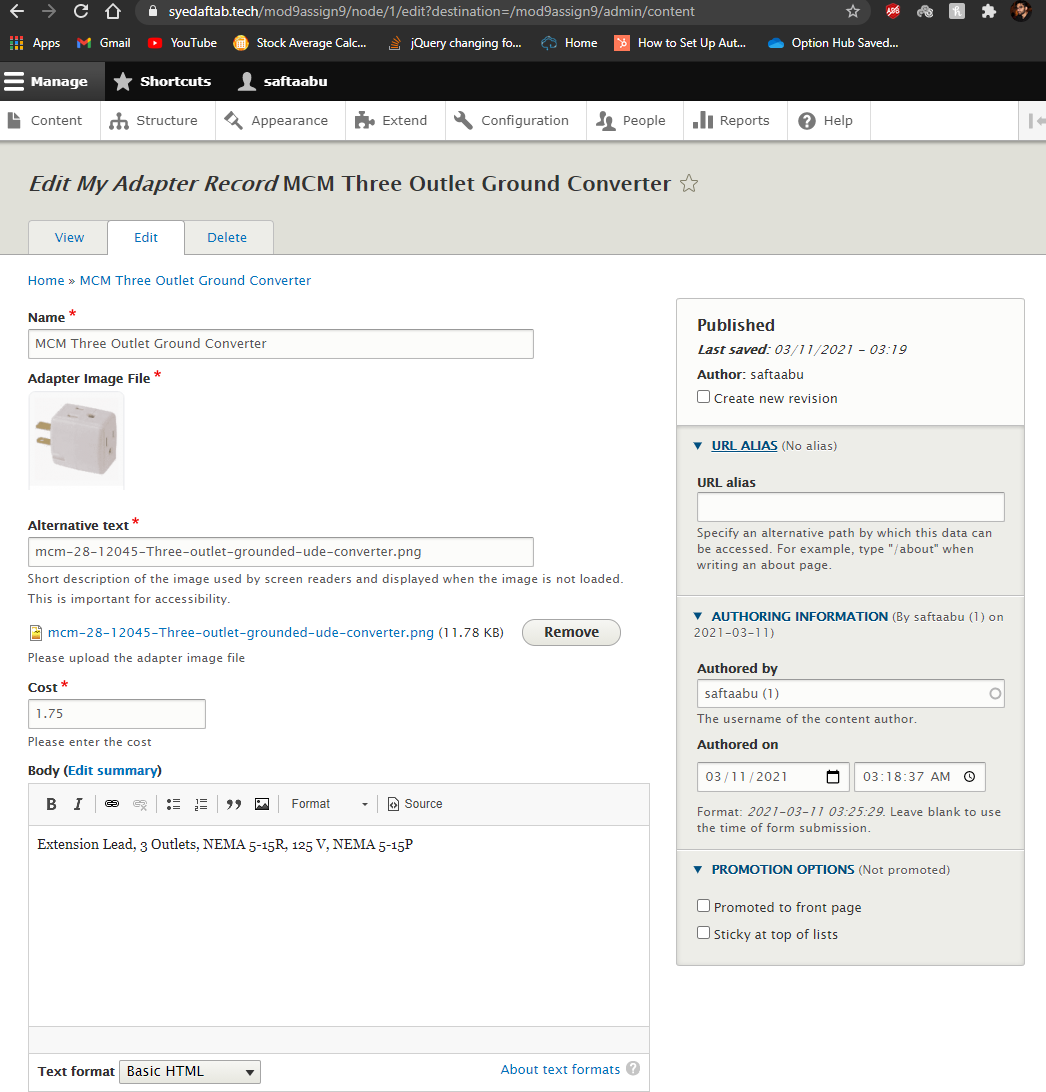 syedaftab.tech/mod9assign9/node/1/edit?destination=/mod9assign9/admin/content
Apps Gmail YouTube Stock Average Calc... jQuery changing fo... Home How to Set Up Aut... Option Hub Saved...
Manage Shortcuts saftaabu
Content Structure Appearance Extend Configuration People Reports Help
Edit My Adapter Record MCM Three Outlet Ground Converter
View Edit Delete
Home » MCM Three Outlet Ground Converter
Name *
MCM Three Outlet Ground Converter
Adapter Image File *
Alternative text *
mcm-28-12045-Three-outlet-grounded-ude-converter.png
Short description of the image used by screen readers and displayed when the image is not loaded.
This is important for accessibility.
mcm-28-12045-Three-outlet-grounded-ude-converter.png (11.78 KB) Remove
Please upload the adapter image file
Cost *
1.75
Please enter the cost
Body (Edit summary)
B I Format Source
Extension Lead, 3 Outlets, NEMA 5-15R, 125 V, NEMA 5-15P
Text format Basic HTML About text formats ?
Published
Last saved: 03/11/2021 - 03:19
Author: saftaabu
Create new revision
URL ALIAS (No alias)
URL alias
Specify an alternative path by which this data can
be accessed. For example, type "/about" when
writing an about page.
AUTHORING INFORMATION (By saftaabu (1) on
2021-03-11)
Authored by
saftaabu (1)
The username of the content author.
Authored on
03/11/2021 03:18:37 AM
Format: 2021-03-11 03:25:29. Leave blank to use
the time of form submission.
PROMOTION OPTIONS (Not promoted)
Promoted to front page
Sticky at top of lists